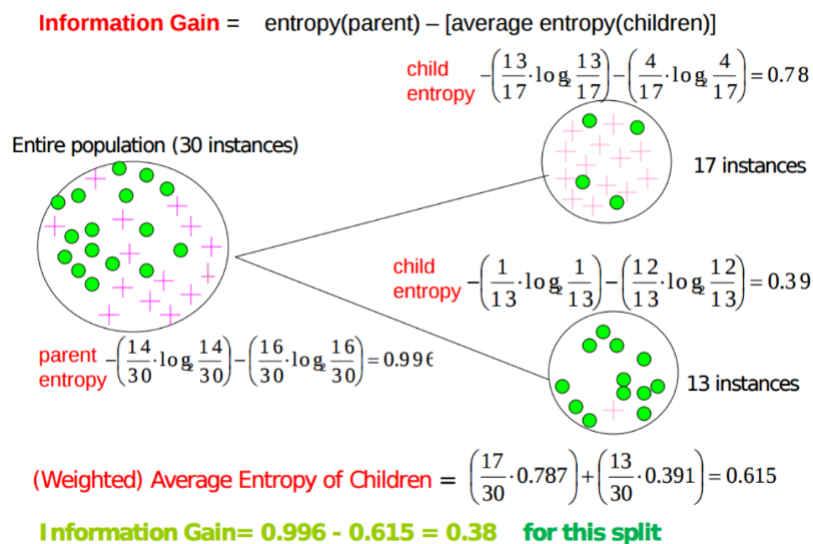 Information Gain = entropy(parent) – [average entropy(children)]
child entropy -(13/17 · log₂ 13/17) - (4/17 · log₂ 4/17) = 0.78
Entire population (30 instances)
17 instances
child entropy -(1/13 · log₂ 1/13) - (12/13 · log₂ 12/13) = 0.39
parent entropy -(14/30 · log₂ 14/30) - (16/30 · log₂ 16/30) = 0.996
13 instances
(Weighted) Average Entropy of Children = (17/30 · 0.787) + (13/30 · 0.391) = 0.615
Information Gain= 0.996 - 0.615 = 0.38 for this split